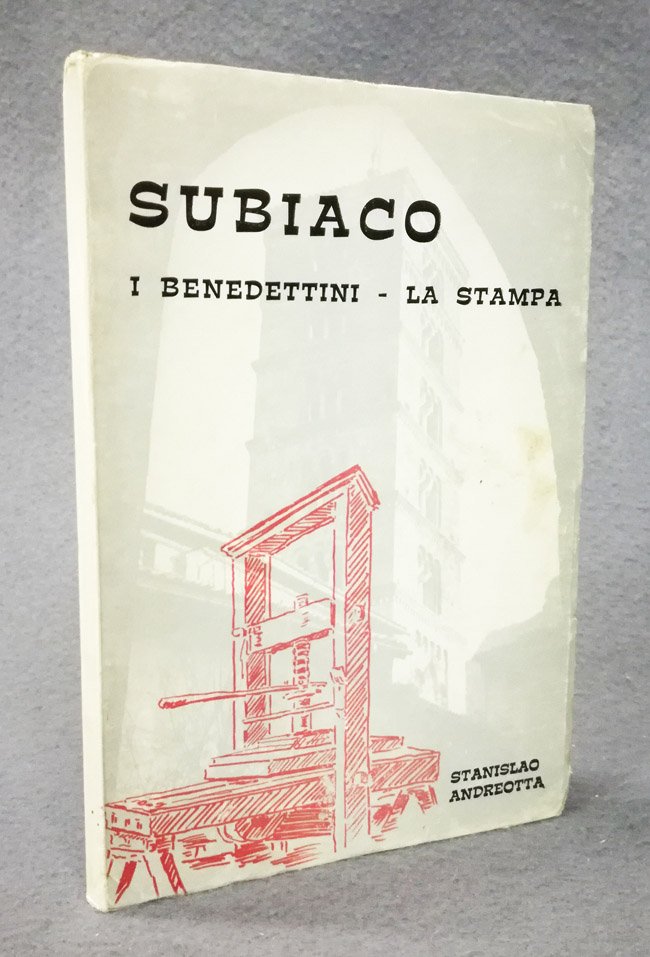 SUBIACO
I BENEDETTINI - LA STAMPA
STANISLAO
ANDREOTTA